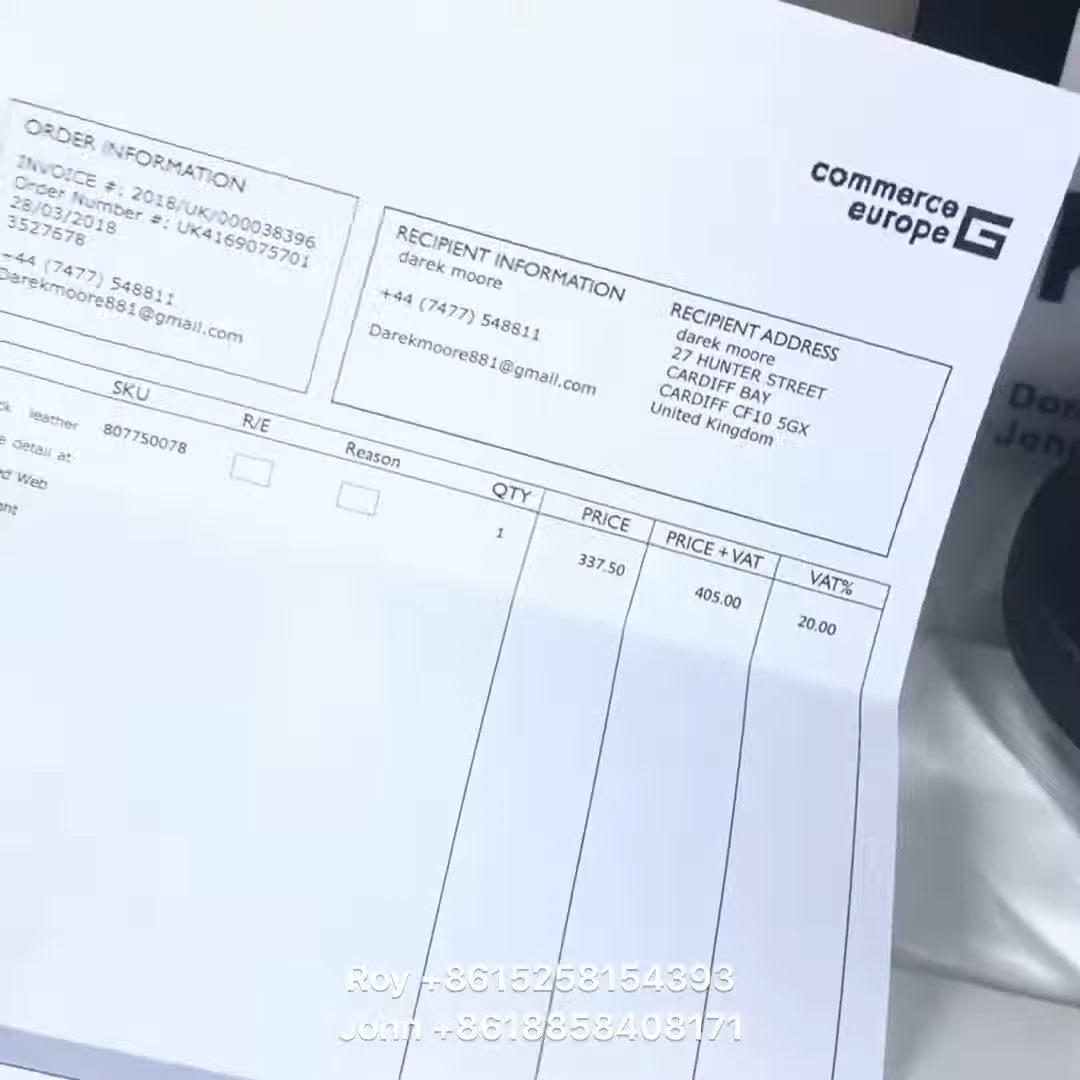 commerce
europe
ORDER INFORMATION
INVOICE #: 2018/UK/000038396
Order Number #: UK4169075701
28/03/2018
3527678
+44 (7477) 548811
Darekmoore881@gmail.com
RECIPIENT INFORMATION
darek moore
+44 (7477) 548811
Darekmoore881@gmail.com
RECIPIENT ADDRESS
darek moore
27 HUNTER STREET
CARDIFF BAY
CARDIFF CF10 5GX
United Kingdom
SKU R/E Reason QTY PRICE PRICE + VAT VAT%
leather 807750078 1 337.50 405.00 20.00
detail at
Web
Roy +8615258154393
John +8618858408171